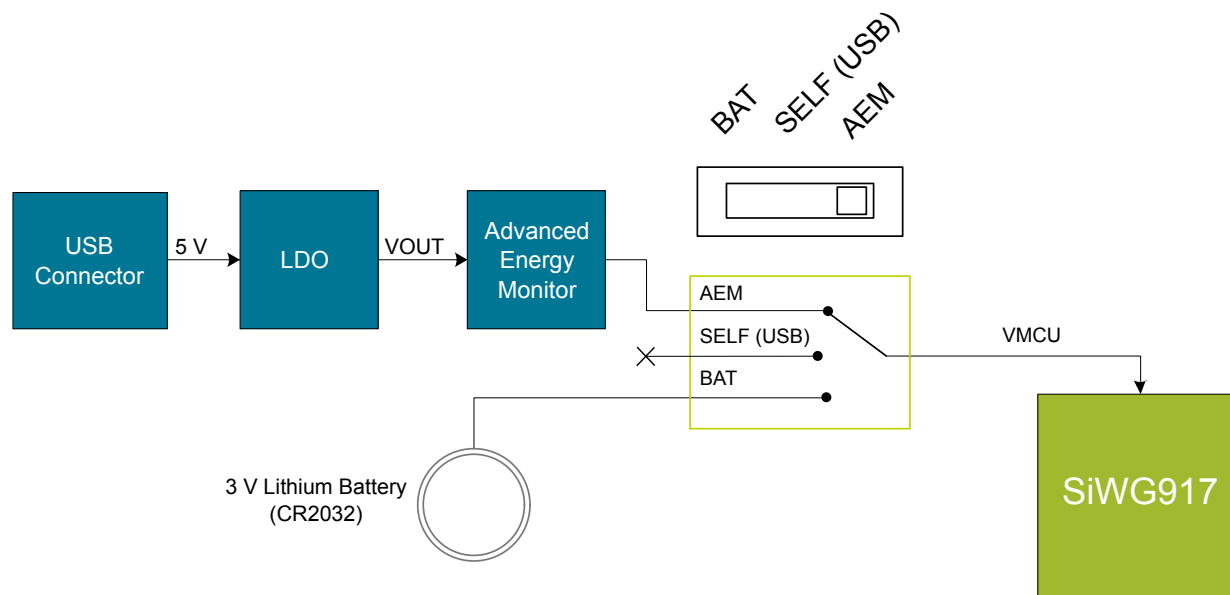 BAT
SELF (USB)
AEM
USB
Connector
5 V
LDO
VOUT
Advanced
Energy
Monitor
AEM
SELF (USB)
BAT
VMCU
3 V Lithium Battery
(CR2032)
SiWG917